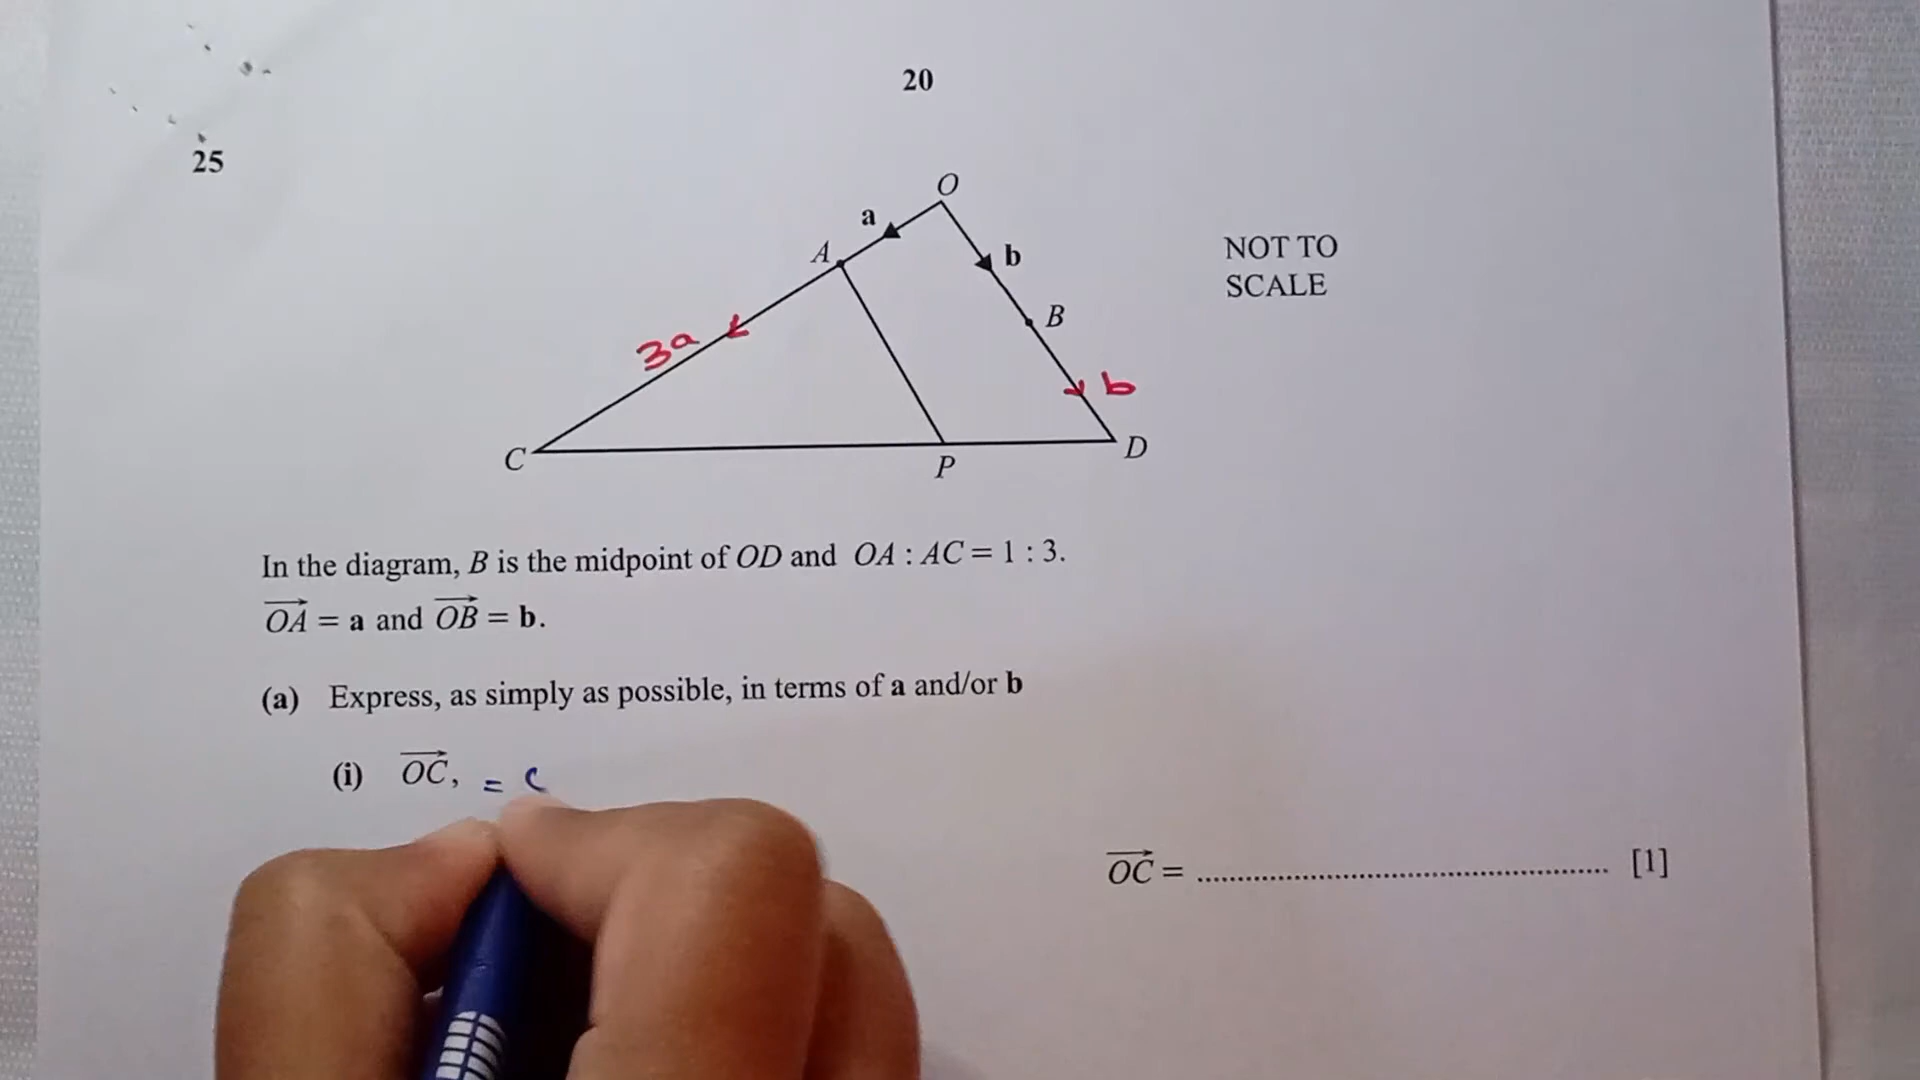 20
25
O
a
A
b
B
3a
b
C
P
D
NOT TO
SCALE
In the diagram, B is the midpoint of OD and OA : AC = 1 : 3.
OA = a and OB = b.
(a) Express, as simply as possible, in terms of a and/or b
(i) OC, =
OC = ............................................ [1]